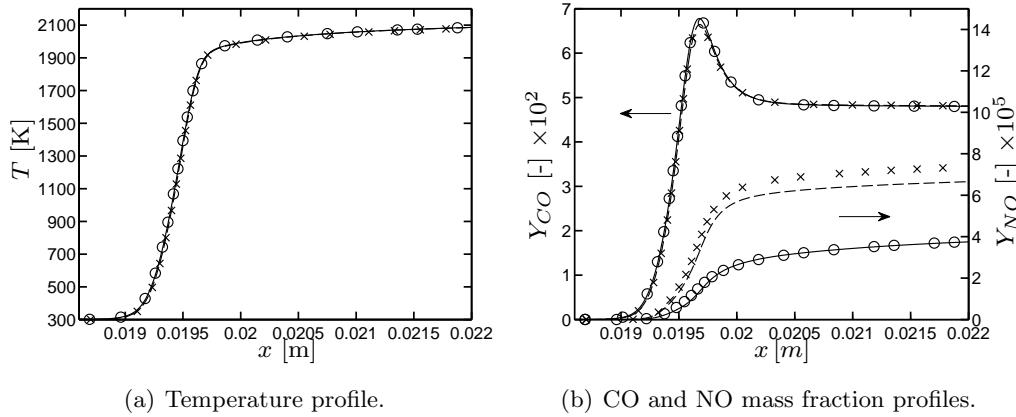 2100
1900
1700
1500
1300
1100
900
700
500
300
T [K]
0.019 0.0195 0.02 0.0205 0.021 0.0215 0.022
x [m]
(a) Temperature profile.
7
6
5
4
3
2
1
0
Y_CO [-] ×10^2
14
12
10
8
6
4
2
0
Y_NO [-] ×10^5
0.019 0.0195 0.02 0.0205 0.021 0.0215 0.022
x [m]
(b) CO and NO mass fraction profiles.